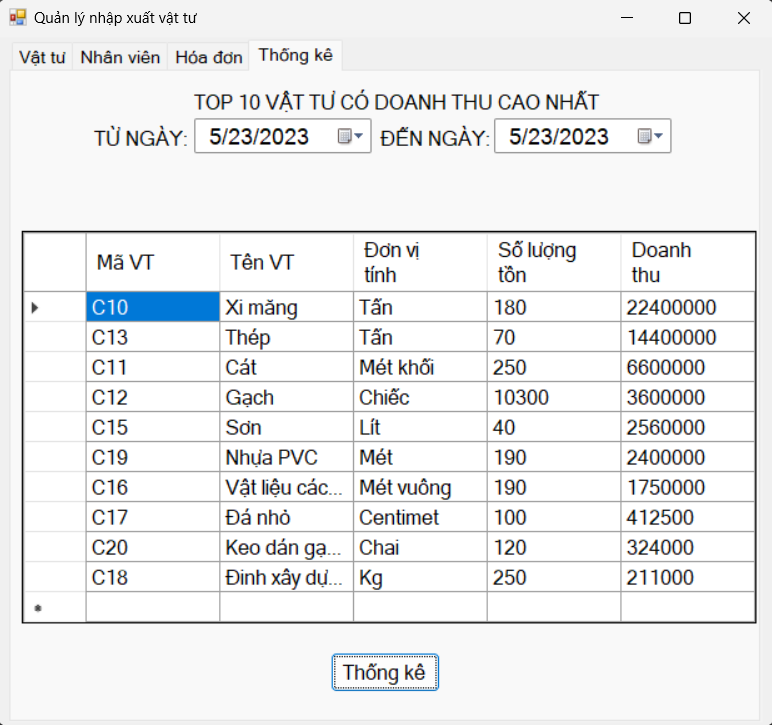 Quản lý nhập xuất vật tư
Vật tư Nhân viên Hóa đơn Thống kê
TOP 10 VẬT TƯ CÓ DOANH THU CAO NHẤT
TỪ NGÀY: 5/23/2023 ĐẾN NGÀY: 5/23/2023
Mã VT Tên VT Đơn vị tính Số lượng tồn Doanh thu
C10 Xi măng Tấn 180 22400000
C13 Thép Tấn 70 14400000
C11 Cát Mét khối 250 6600000
C12 Gạch Chiếc 10300 3600000
C15 Sơn Lít 40 2560000
C19 Nhựa PVC Mét 190 2400000
C16 Vật liệu các... Mét vuông 190 1750000
C17 Đá nhỏ Centimet 100 412500
C20 Keo dán gạ... Chai 120 324000
C18 Đinh xây dự... Kg 250 211000
Thống kê